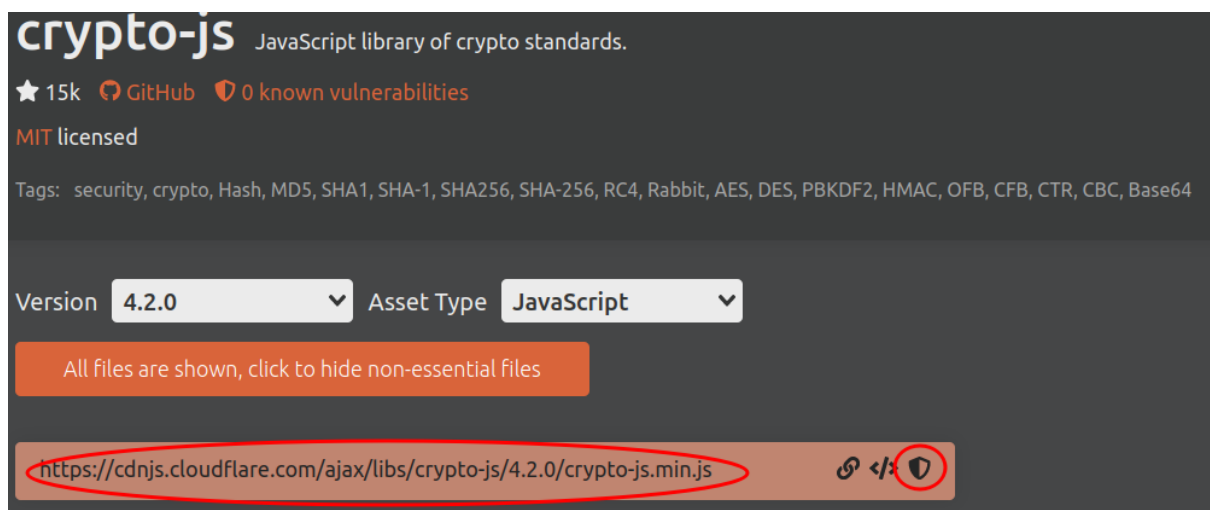 crypto-js JavaScript library of crypto standards.
15k GitHub 0 known vulnerabilities
MIT licensed
Tags: security, crypto, Hash, MD5, SHA1, SHA-1, SHA256, SHA-256, RC4, Rabbit, AES, DES, PBKDF2, HMAC, OFB, CFB, CTR, CBC, Base64
Version 4.2.0 Asset Type JavaScript
All files are shown, click to hide non-essential files
https://cdnjs.cloudflare.com/ajax/libs/crypto-js/4.2.0/crypto-js.min.js